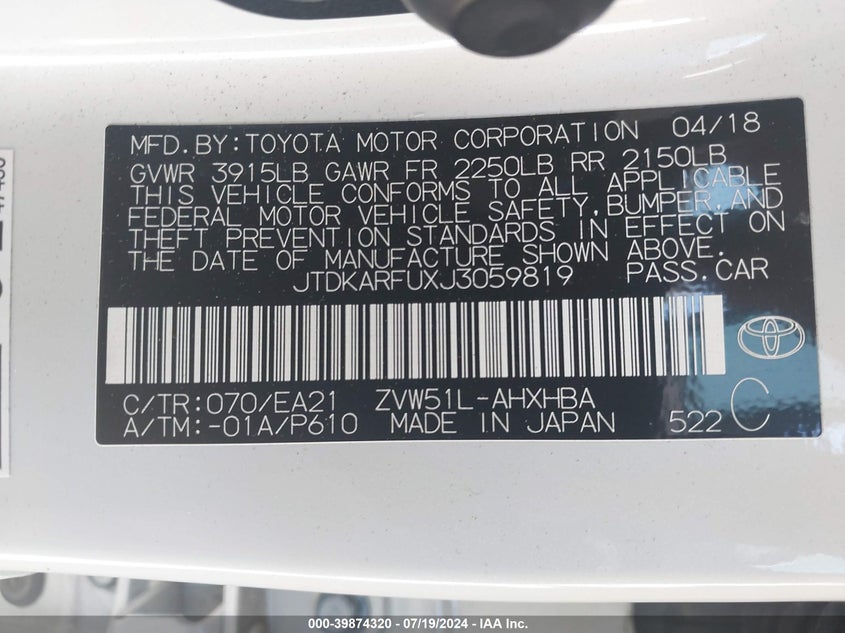 MFD.BY:TOYOTA MOTOR CORPORATION 04/18
GVWR 3915LB GAWR FR 2250LB RR 2150LB
THIS VEHICLE CONFORMS TO ALL APPLICABLE
FEDERAL MOTOR VEHICLE SAFETY,BUMPER,AND
THEFT PREVENTION STANDARDS IN EFFECT ON
THE DATE OF MANUFACTURE SHOWN ABOVE.
JTDKARFUXJ3059819 PASS.CAR
C/TR:070/EA21 ZVW51L-AHXHBA C
A/TM:-01A/P610 MADE IN JAPAN 522
000-39874320 - 07/19/2024 - IAA Inc.